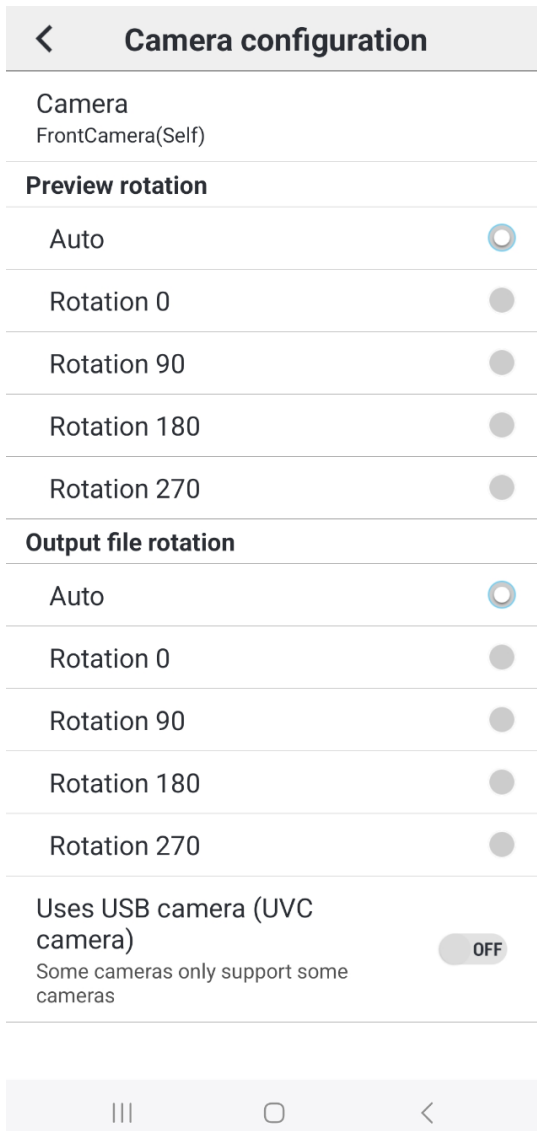 Camera configuration
Camera
FrontCamera(Self)
Preview rotation
Auto
Rotation 0
Rotation 90
Rotation 180
Rotation 270
Output file rotation
Auto
Rotation 0
Rotation 90
Rotation 180
Rotation 270
Uses USB camera (UVC
camera)
OFF
Some cameras only support some
cameras